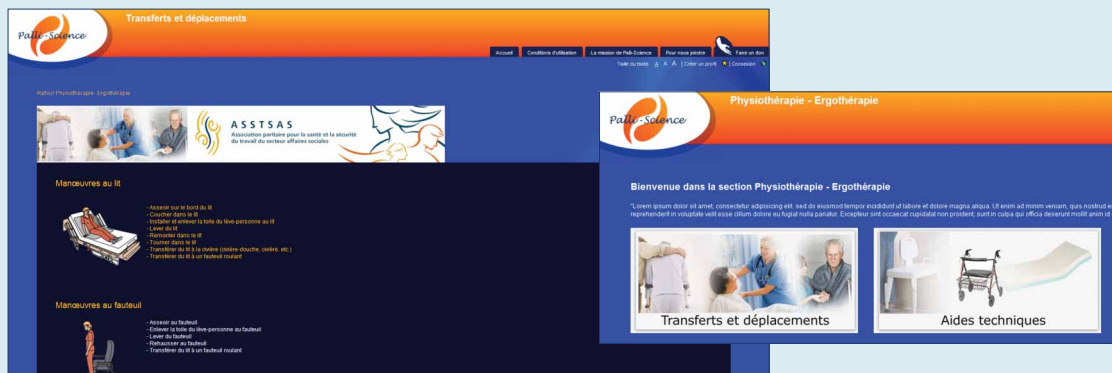 Transferts et déplacements
Palli-Science
Accueil Conditions d'utilisation La mission de Palli-Science Pour nous joindre Faire un don
Taille du texte A A A | Créer un profil | Connexion
Retour Physiothérapie- Ergothérapie
ASSTSAS
Association paritaire pour la santé et la sécurité
du travail du secteur affaires sociales
Manœuvres au lit
- Asseoir sur le bord du lit
- Coucher dans le lit
- Installer et enlever la toile du lève-personne au lit
- Lever du lit
- Remonter dans le lit
- Tourner dans le lit
- Transférer du lit à la civière (civière-douche, civière, etc.)
- Transférer du lit à un fauteuil roulant
Manœuvres au fauteuil
- Asseoir au fauteuil
- Enlever la toile du lève-personne au fauteuil
- Lever du fauteuil
- Rehausser au fauteuil
- Transférer du lit à un fauteuil roulant
Physiothérapie - Ergothérapie
Palli-Science
Bienvenue dans la section Physiothérapie - Ergothérapie
"Lorem ipsum dolor sit amet, consectetur adipisicing elit, sed do eiusmod tempor incididunt ut labore et dolore magna aliqua. Ut enim ad minim veniam, quis nostrud
reprehenderit in voluptate velit esse cillum dolore eu fugiat nulla pariatur. Excepteur sint occaecat cupidatat non proident, sunt in culpa qui officia deserunt mollit anim id
Transferts et déplacements
Aides techniques